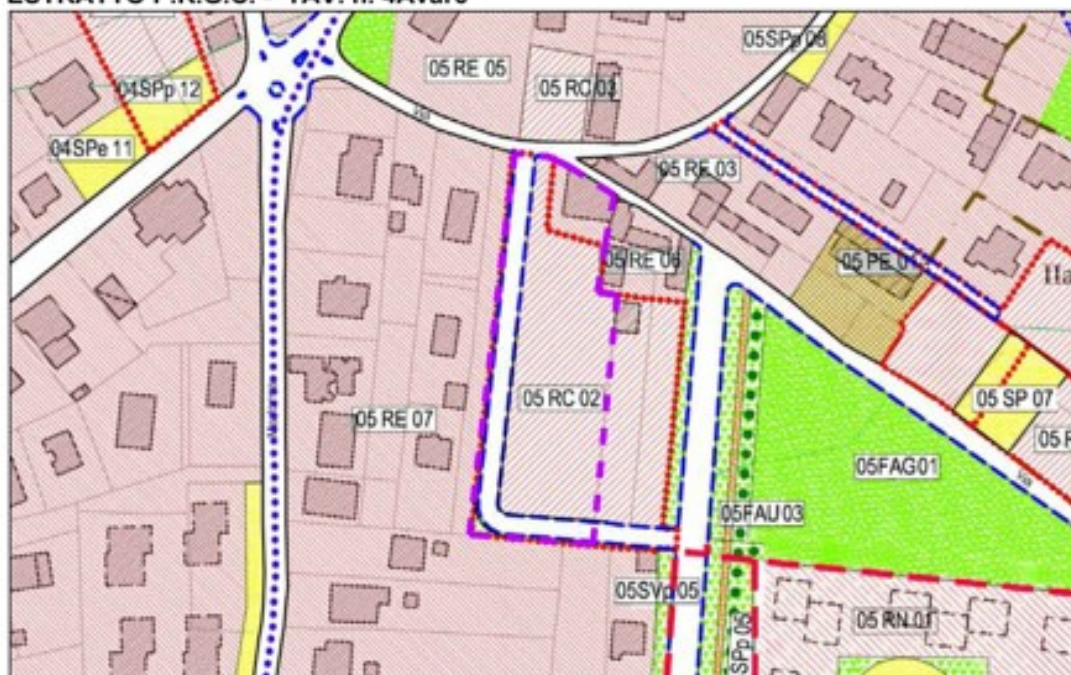 04SPp 12
04SPe 11
05 RE 05
05 RC 03
05SPp 08
05 RE 03
05 RE 06
05 PE 01
05 RC 02
05 RE 07
05 SP 07
05FAG01
05FAU 03
05SVp 05
05 RN 01